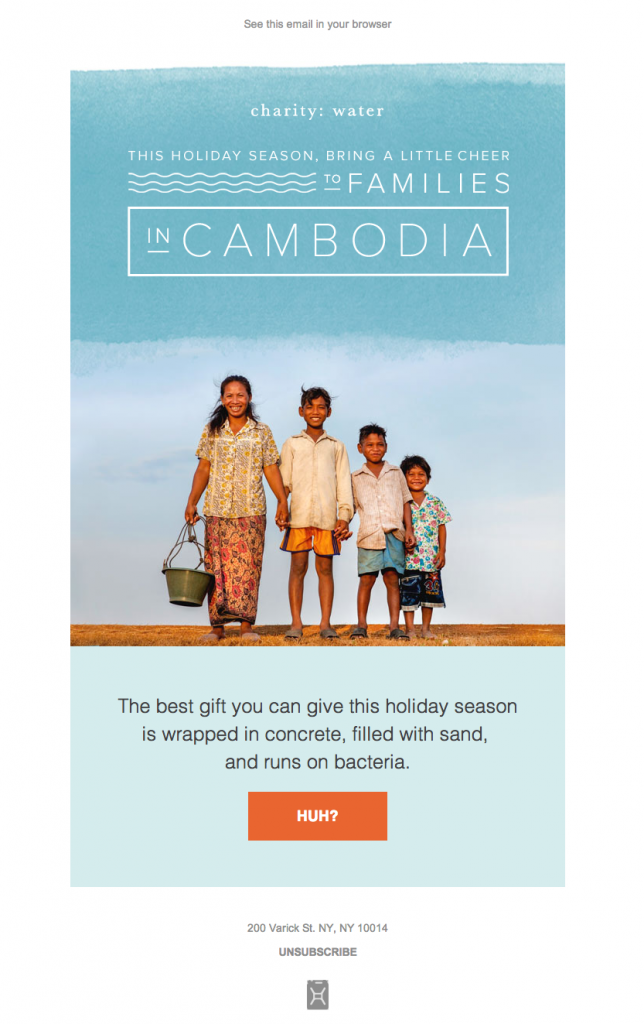 See this email in your browser
charity: water
THIS HOLIDAY SEASON, BRING A LITTLE CHEER
TO FAMILIES
IN CAMBODIA
The best gift you can give this holiday season
is wrapped in concrete, filled with sand,
and runs on bacteria.
HUH?
200 Varick St. NY, NY 10014
UNSUBSCRIBE